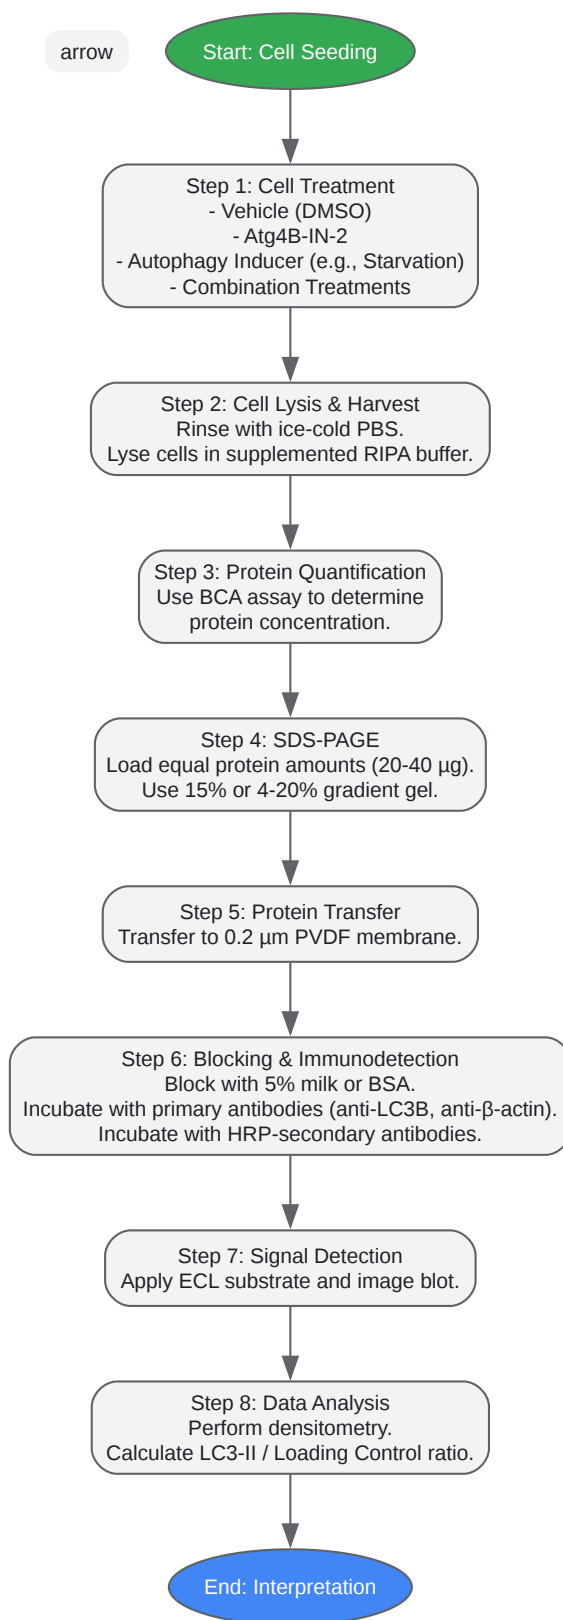 arrow
Start: Cell Seeding
Step 1: Cell Treatment
- Vehicle (DMSO)
- Atg4B-IN-2
- Autophagy Inducer (e.g., Starvation)
- Combination Treatments
Step 2: Cell Lysis & Harvest
Rinse with ice-cold PBS.
Lyse cells in supplemented RIPA buffer.
Step 3: Protein Quantification
Use BCA assay to determine
protein concentration.
Step 4: SDS-PAGE
Load equal protein amounts (20-40 µg).
Use 15% or 4-20% gradient gel.
Step 5: Protein Transfer
Transfer to 0.2 µm PVDF membrane.
Step 6: Blocking & Immunodetection
Block with 5% milk or BSA.
Incubate with primary antibodies (anti-LC3B, anti-β-actin).
Incubate with HRP-secondary antibodies.
Step 7: Signal Detection
Apply ECL substrate and image blot.
Step 8: Data Analysis
Perform densitometry.
Calculate LC3-II / Loading Control ratio.
End: Interpretation